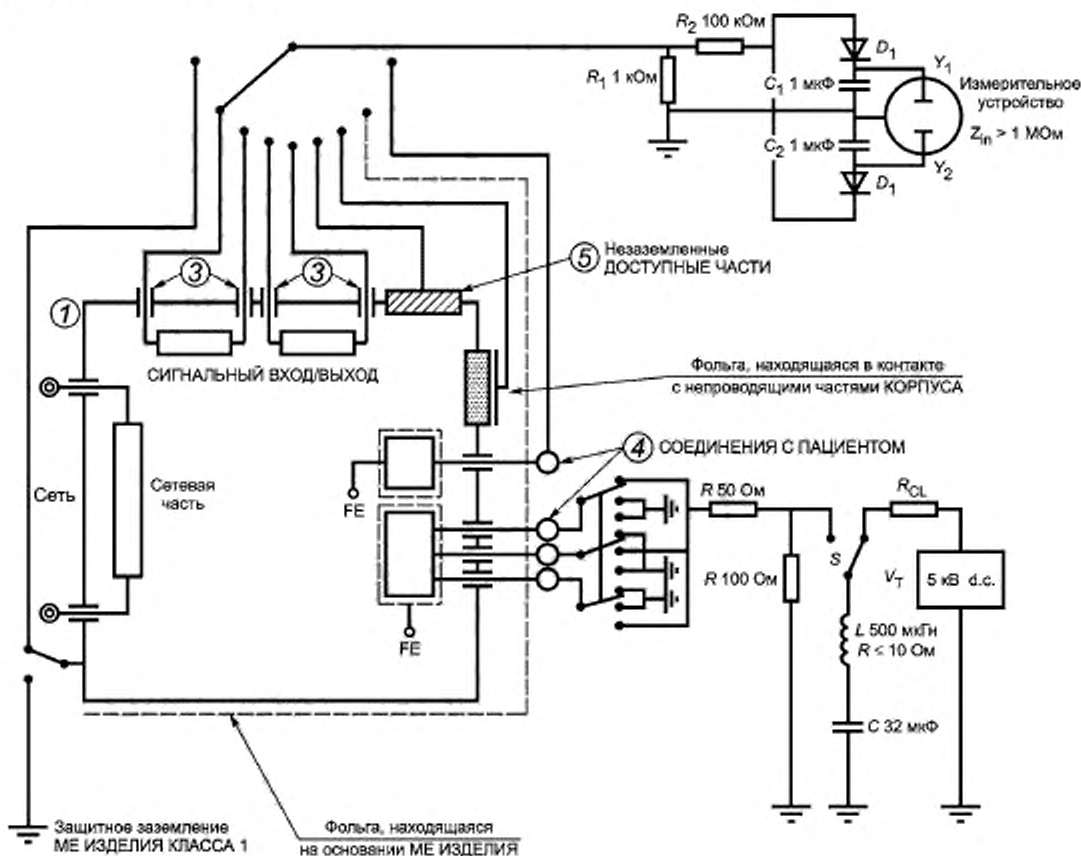 R2 100 кОм
D1
Y1
R1 1 кОм
C1 1 мкФ
Измерительное
устройство
Zin > 1 МОм
C2 1 мкФ
Y2
D1
3
3
5 Незаземленные
ДОСТУПНЫЕ ЧАСТИ
1
СИГНАЛЬНЫЙ ВХОД/ВЫХОД
Фольга, находящаяся в контакте
с непроводящими частями КОРПУСА
4 СОЕДИНЕНИЯ С ПАЦИЕНТОМ
Сеть
Сетевая
часть
FE
R 50 Ом
RCL
S
R 100 Ом
VT
5 кВ d.c.
L 500 мкГн
R ≤ 10 Ом
FE
C 32 мкФ
Защитное заземление
МЕ ИЗДЕЛИЯ КЛАССА 1
Фольга, находящаяся
на основании МЕ ИЗДЕЛИЯ